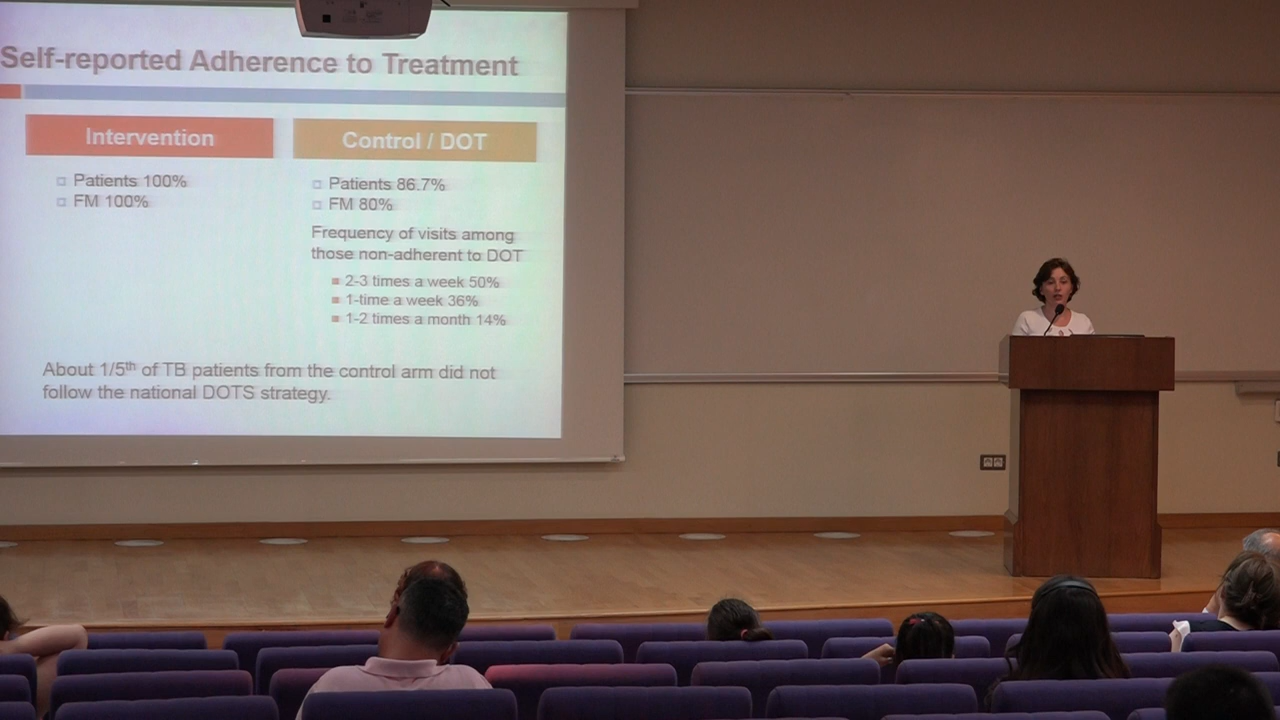 Self-reported Adherence to Treatment
Intervention
Patients 100%
FM 100%
Control / DOT
Patients 86.7%
FM 80%
Frequency of visits among
those non-adherent to DOT
2-3 times a week 50%
1-time a week 36%
1-2 times a month 14%
About 1/5th of TB patients from the control arm did not
follow the national DOTS strategy.